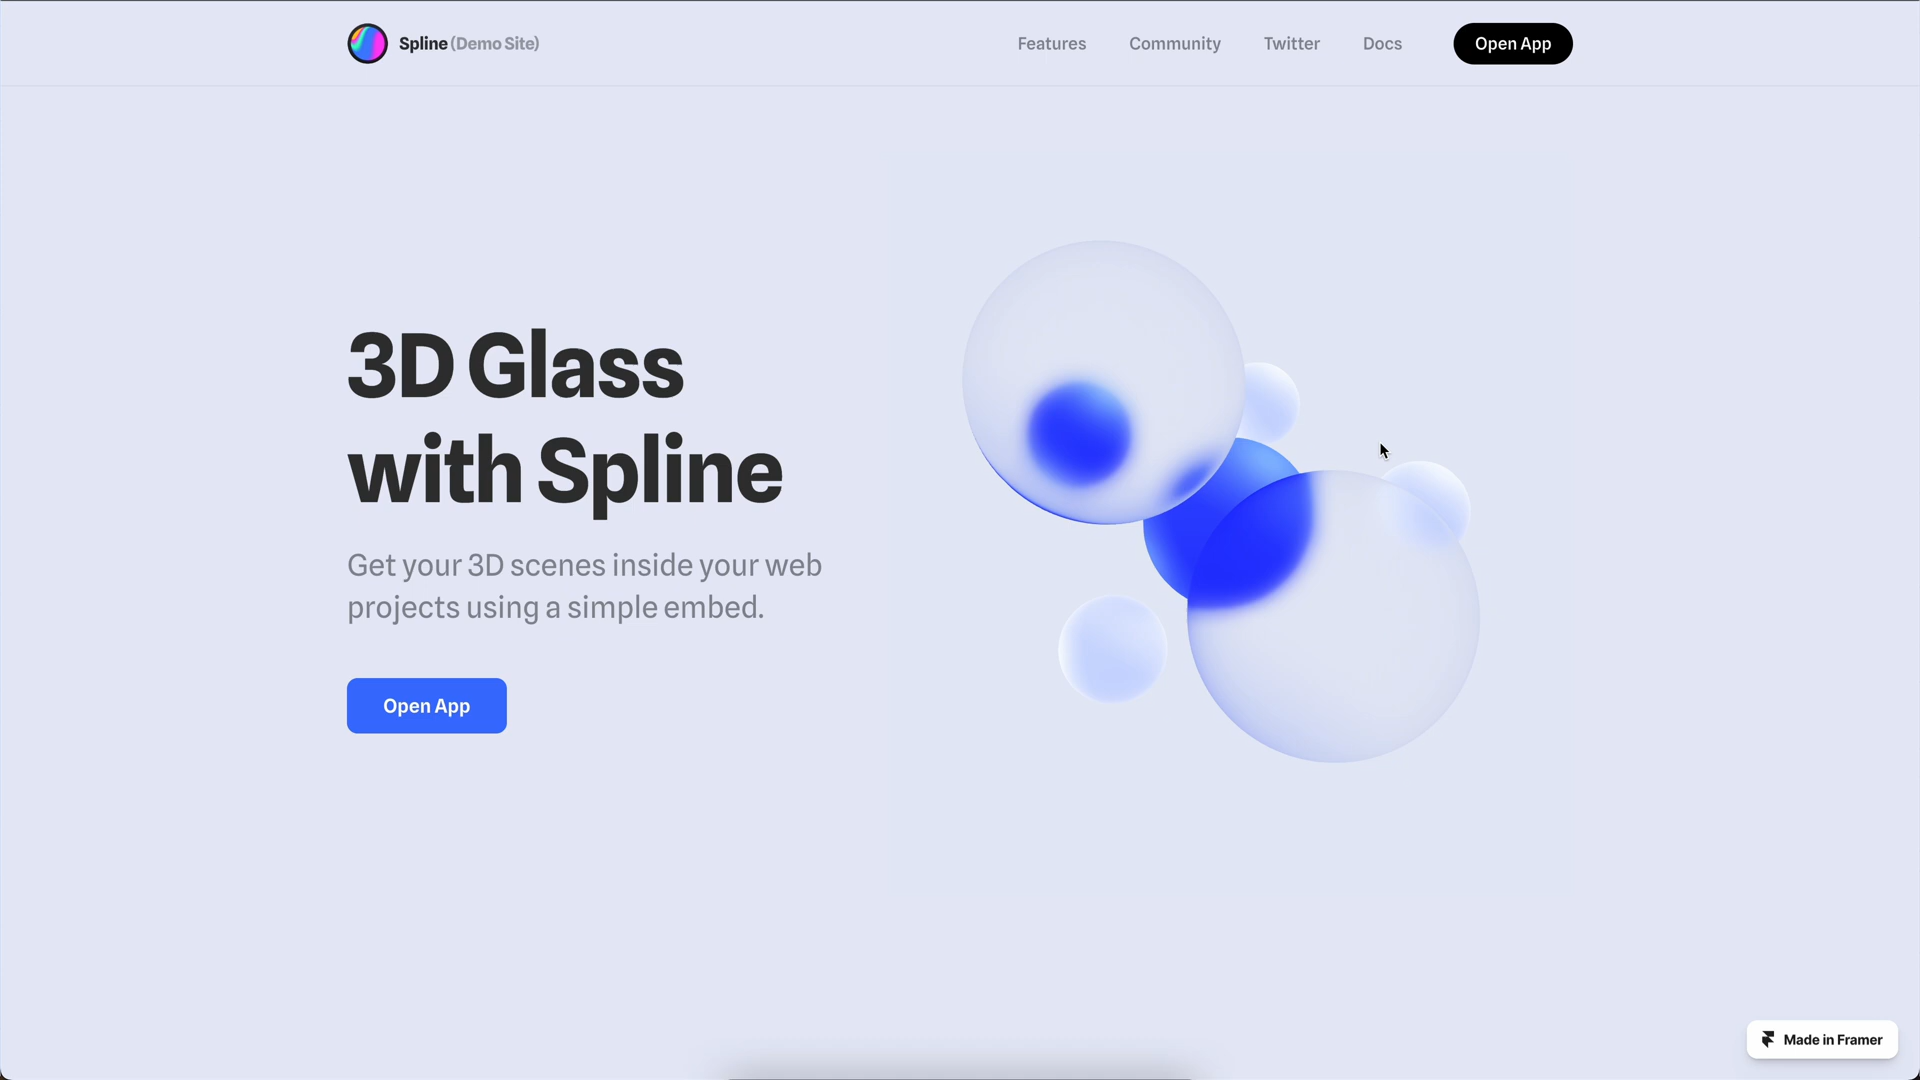 Spline (Demo Site)
Features
Community
Twitter
Docs
Open App
3D Glass
with Spline
Get your 3D scenes inside your web
projects using a simple embed.
Open App
Made in Framer